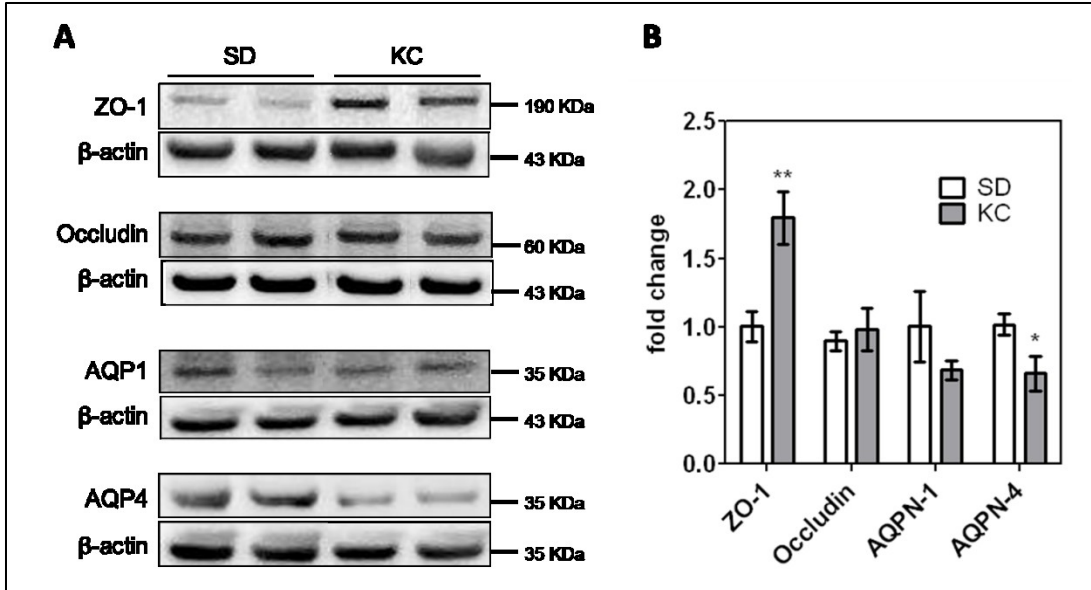 A
SD KC
ZO-1 190 KDa
β-actin 43 KDa
Occludin 60 KDa
β-actin 43 KDa
AQP1 35 KDa
β-actin 43 KDa
AQP4 35 KDa
β-actin 35 KDa
B
fold change
2.5
2.0
1.5
1.0
0.5
0.0
**
*
SD
KC
ZO-1
Occludin
AQPN-1
AQPN-4